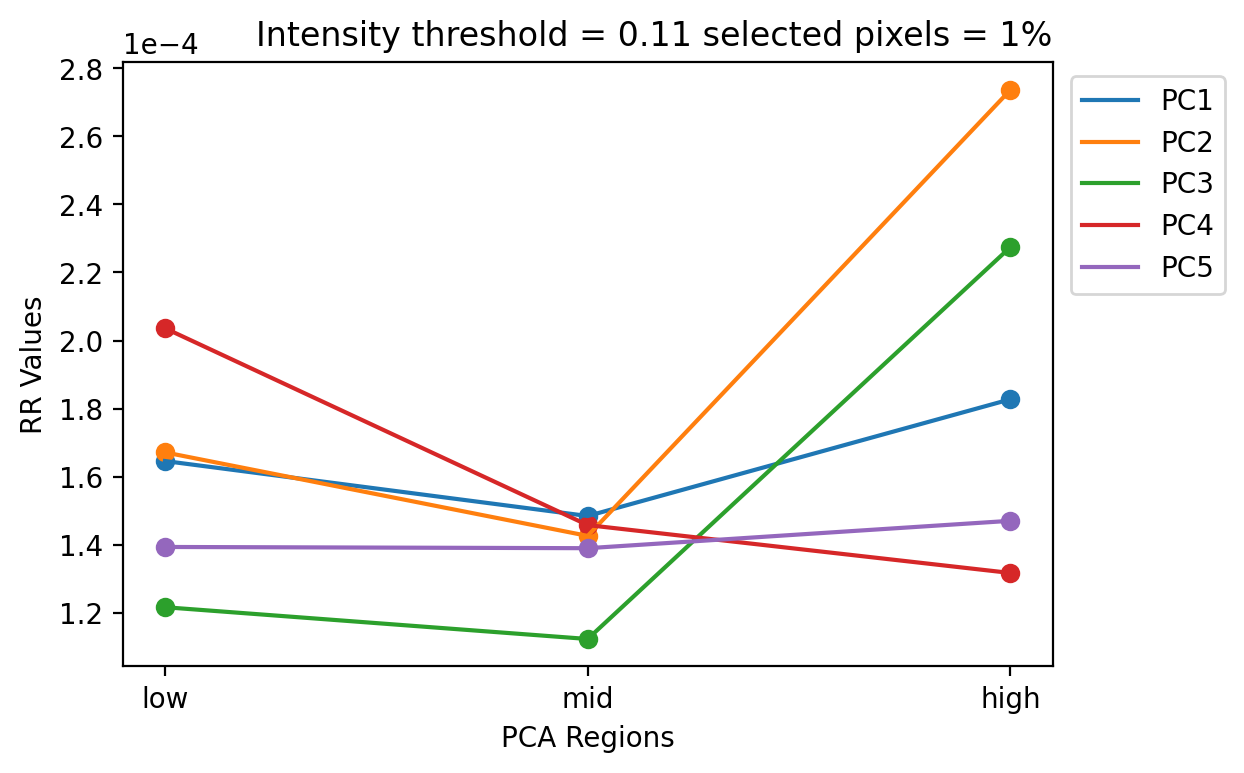 Intensity threshold = 0.11 selected pixels = 1%
1e−4
2.8
2.6
2.4
2.2
2.0
1.8
1.6
1.4
1.2
RR Values
low
mid
high
PCA Regions
PC1
PC2
PC3
PC4
PC5